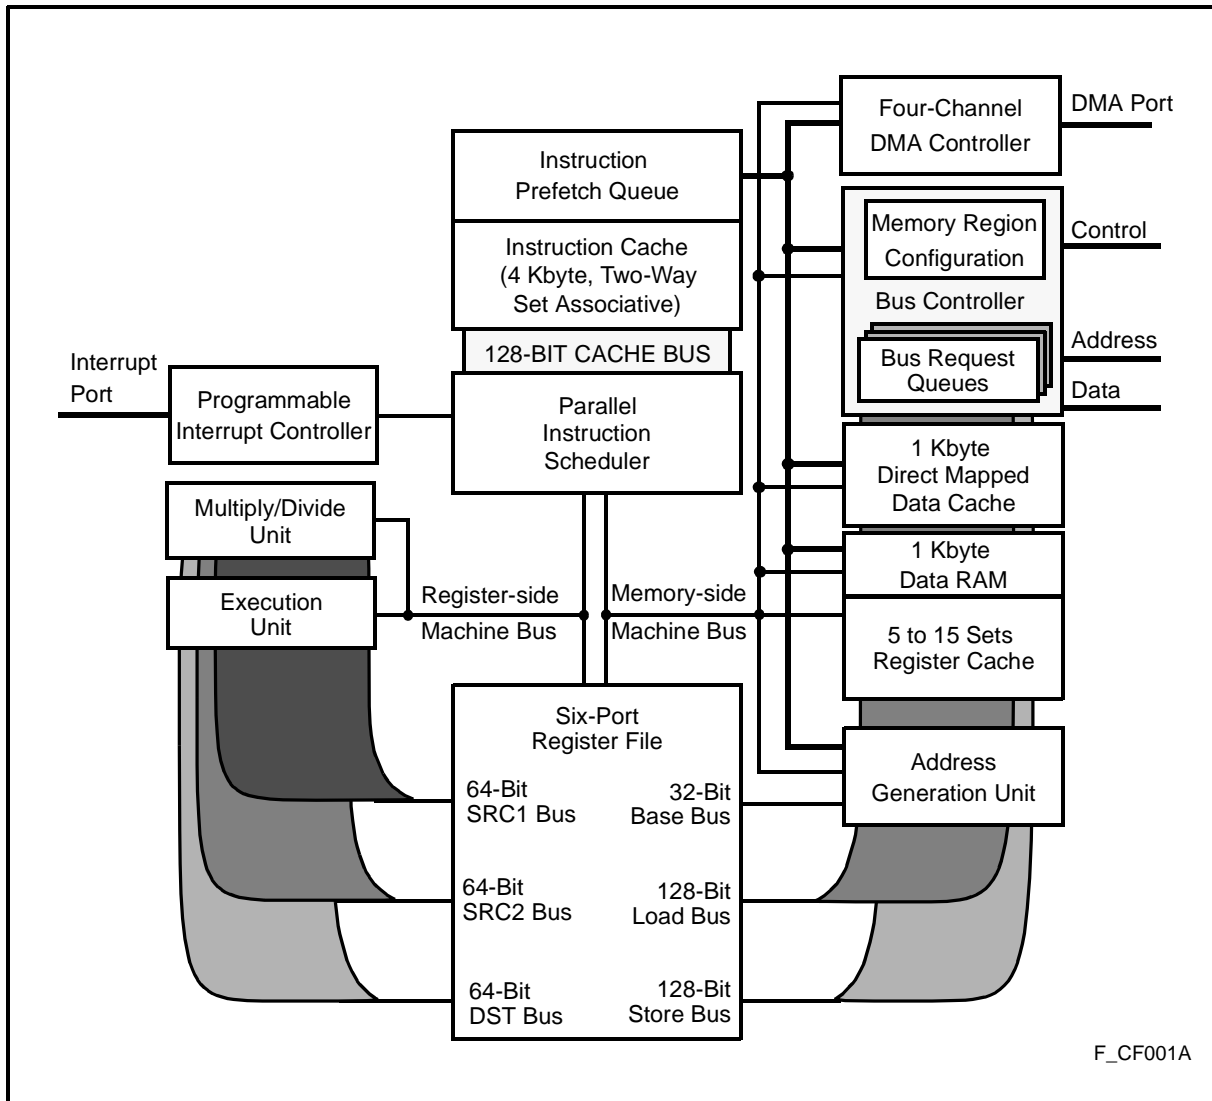 Four-Channel
DMA Controller
DMA Port
Instruction
Prefetch Queue
Memory Region
Configuration
Control
Instruction Cache
(4 Kbyte, Two-Way
Set Associative)
Bus Controller
128-BIT CACHE BUS
Bus Request
Queues
Address
Data
Interrupt
Port
Programmable
Interrupt Controller
Parallel
Instruction
Scheduler
1 Kbyte
Direct Mapped
Data Cache
Multiply/Divide
Unit
1 Kbyte
Data RAM
Execution
Unit
Register-side
Machine Bus
Memory-side
Machine Bus
5 to 15 Sets
Register Cache
Six-Port
Register File
Address
Generation Unit
64-Bit
SRC1 Bus
32-Bit
Base Bus
64-Bit
SRC2 Bus
128-Bit
Load Bus
64-Bit
DST Bus
128-Bit
Store Bus
F_CF001A